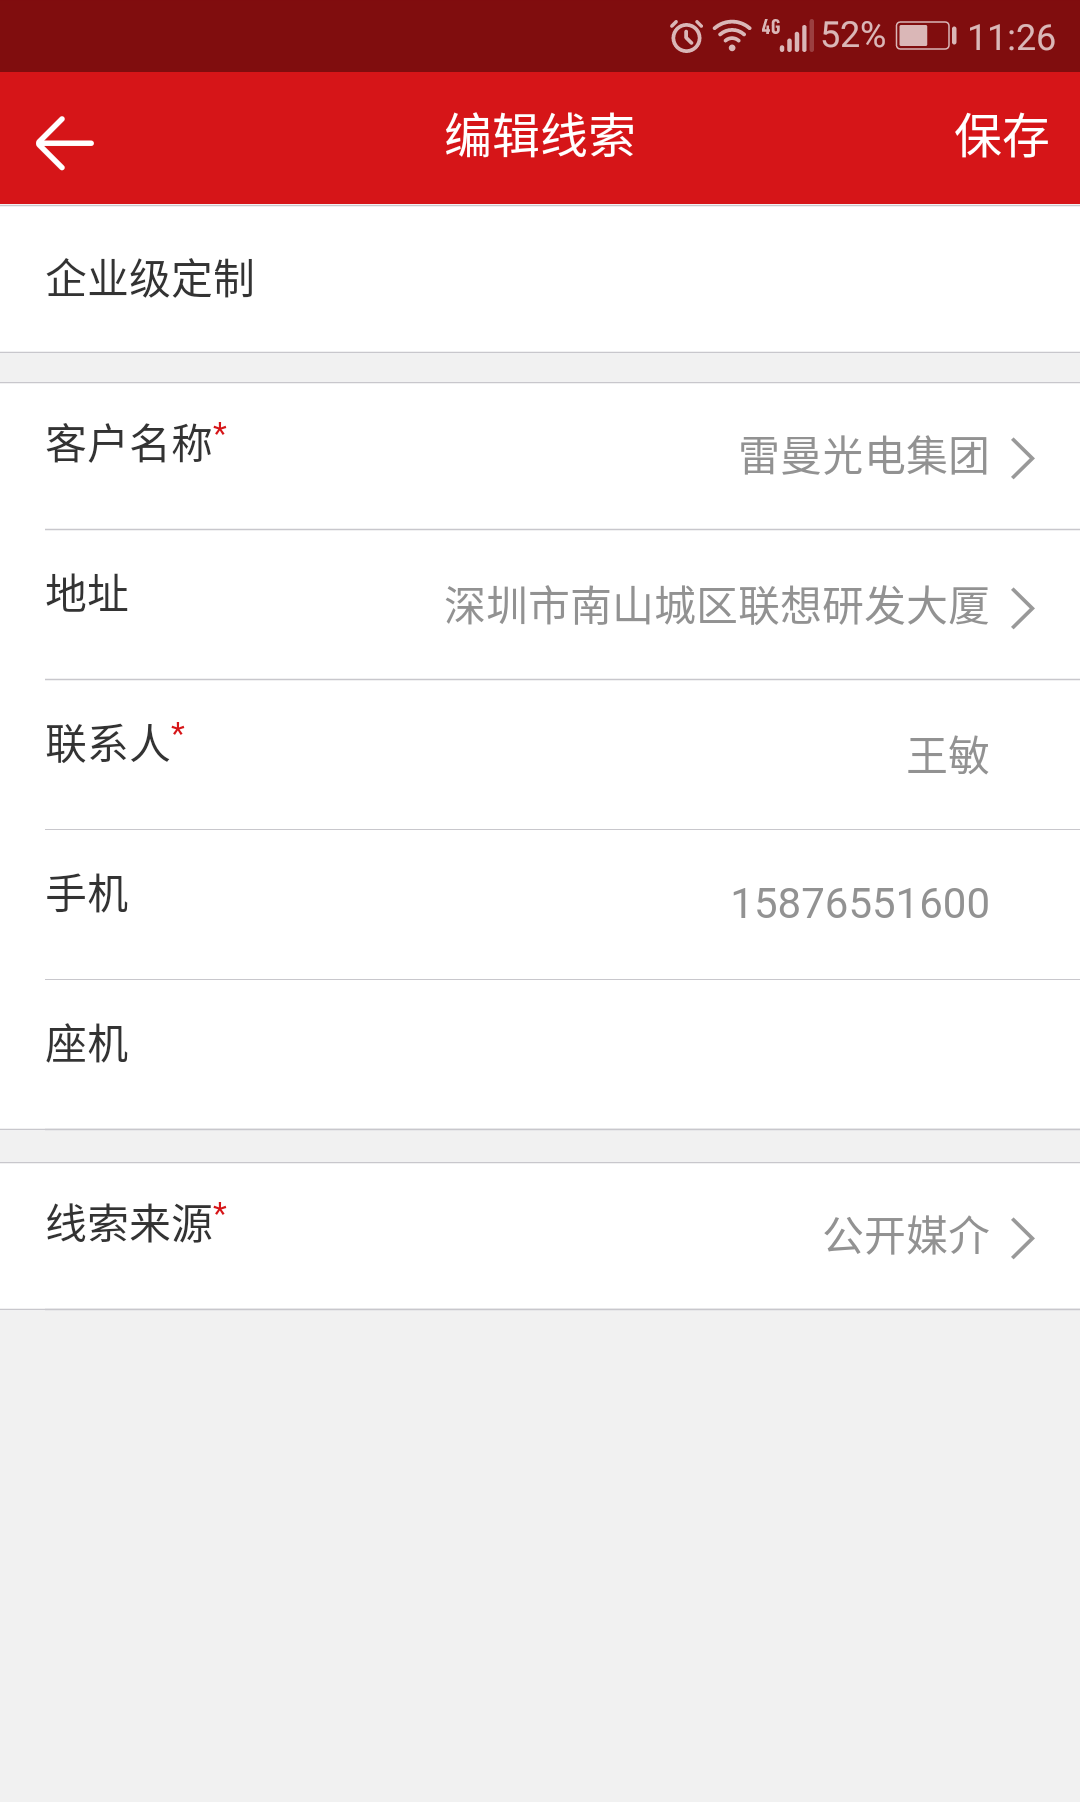 4G 52% 11:26
编辑线索 保存
企业级定制
客户名称* 雷曼光电集团
地址 深圳市南山城区联想研发大厦
联系人* 王敏
手机 15876551600
座机
线索来源* 公开媒介